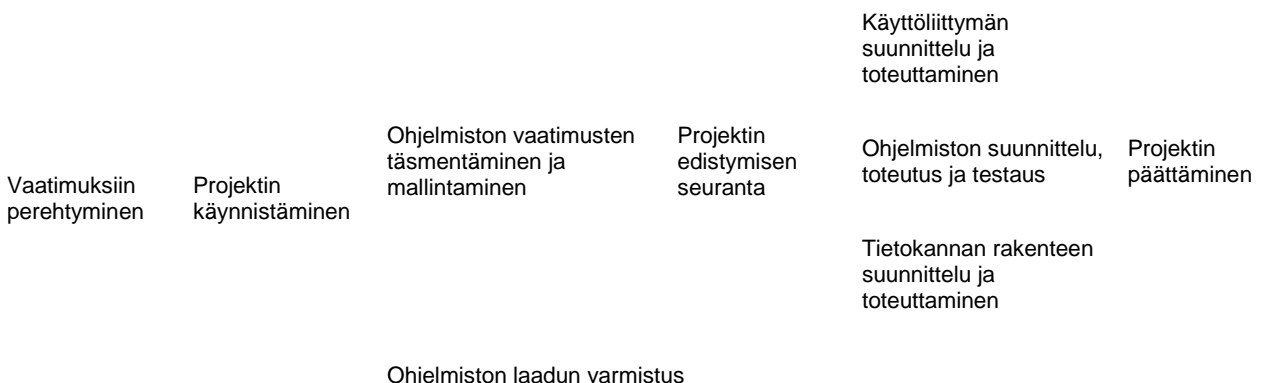 Vaatimuksiin
perehtyminen
Projektin
käynnistäminen
Ohjelmiston vaatimusten
täsmentäminen ja
mallintaminen
Projektin
edistymisen
seuranta
Käyttöliittymän
suunnittelu ja
toteuttaminen
Ohjelmiston suunnittelu,
toteutus ja testaus
Tietokannan rakenteen
suunnittelu ja
toteuttaminen
Projektin
päättäminen
Ohjelmiston laadun varmistus